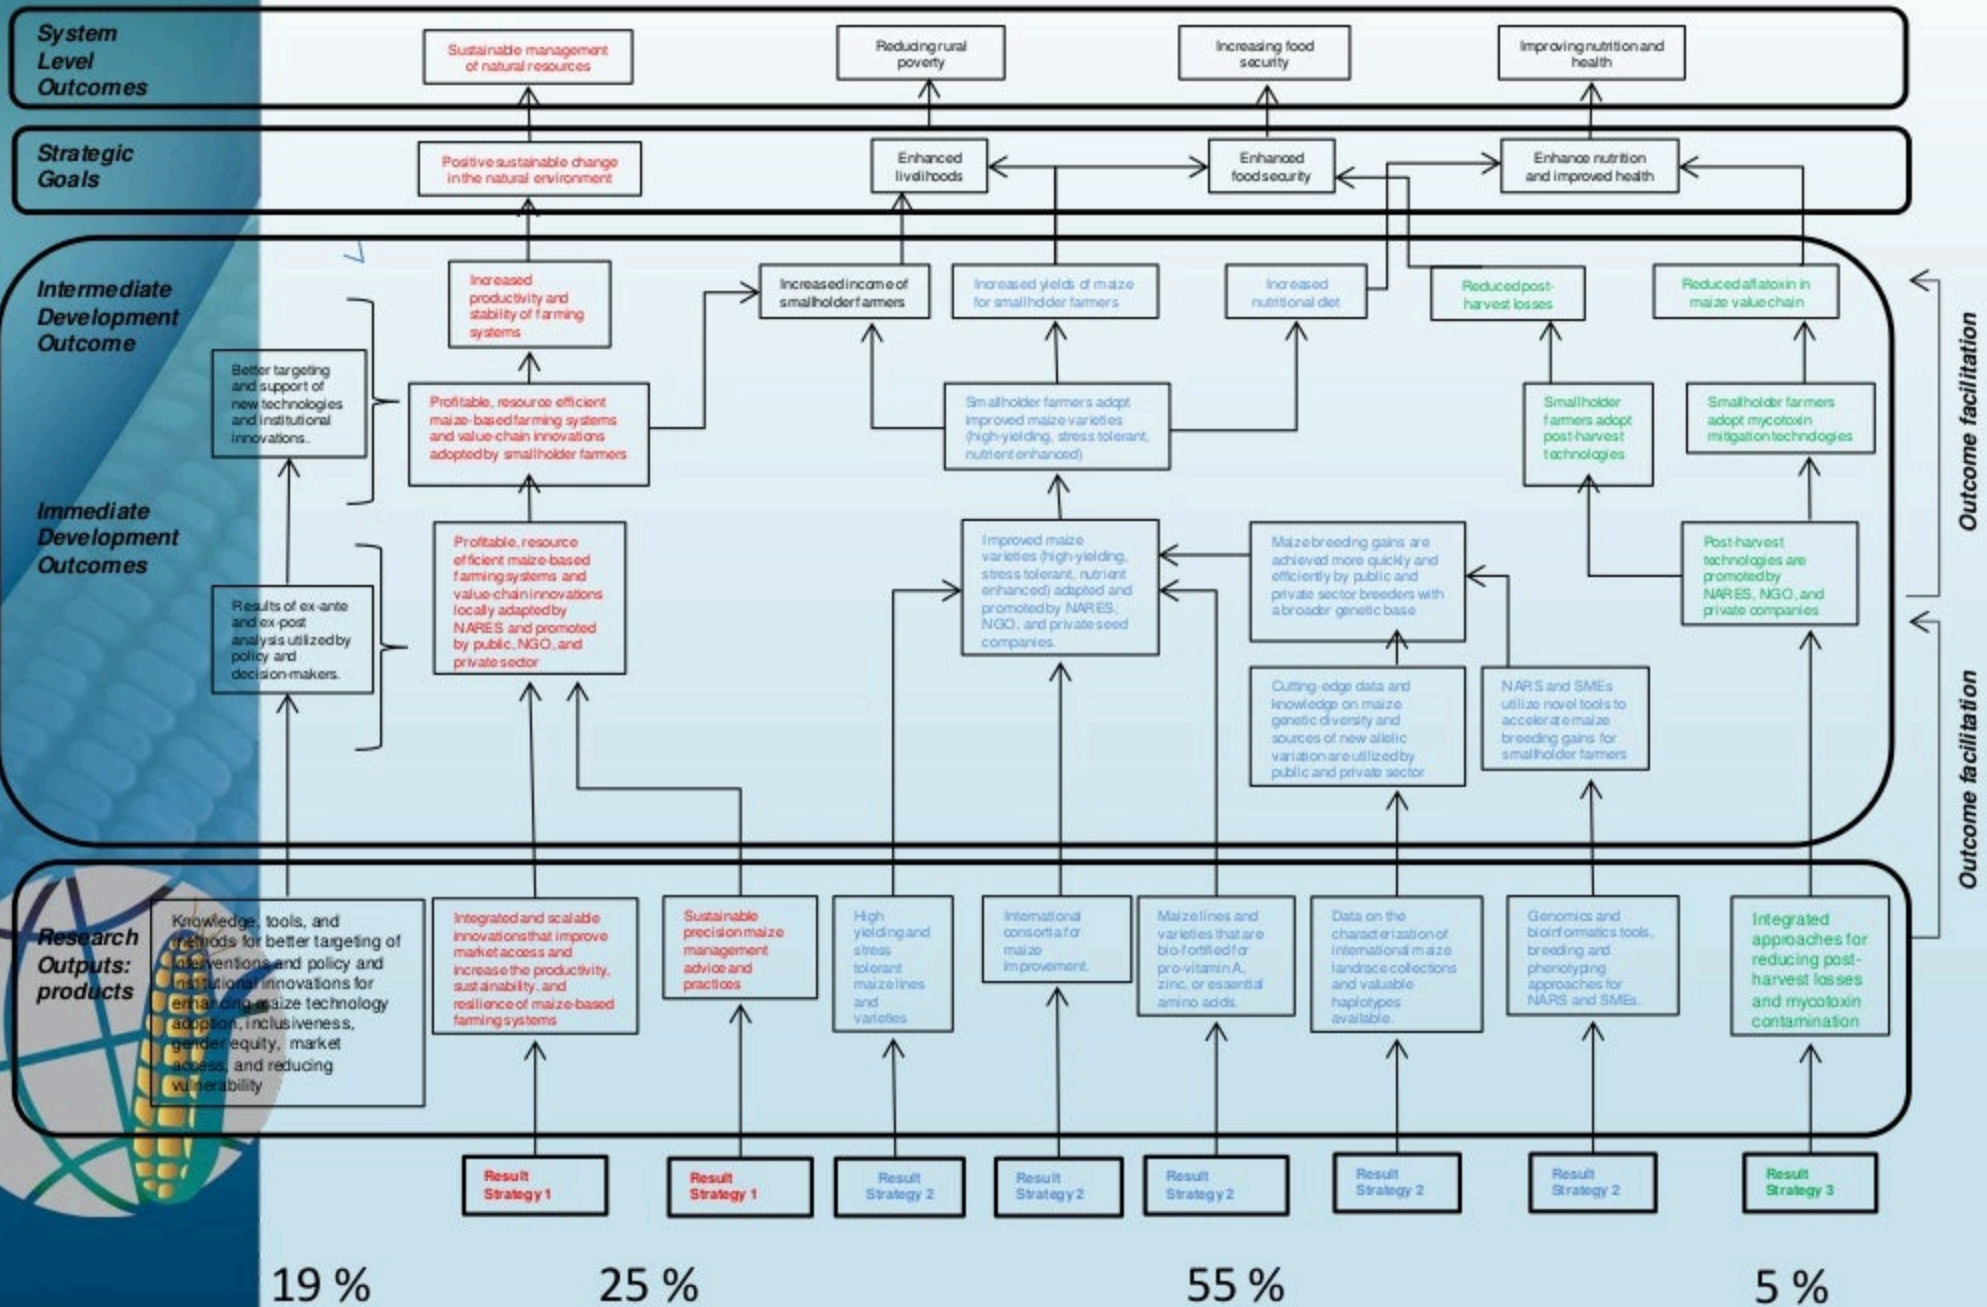 System
Level
Outcomes
Sustainable management
of natural resources
Reducing rural
poverty
Increasing food
security
Improving nutrition and
health
Strategic
Goals
Positive sustainable change
in the natural environment
Enhanced
livelihoods
Enhanced
food security
Enhance nutrition
and improved health
Intermediate
Development
Outcome
Increased
productivity and
stability of farming
systems
Increased income of
smallholder farmers
Increased yields of maize
for smallholder farmers
Increased
nutritional diet
Reduced post-
harvest losses
Reduced aflatoxin in
maize value chain
Better targeting
and support of
new technologies
and institutional
innovations.
Profitable, resource efficient
maize-based farming systems
and value-chain innovations
adopted by smallholder farmers
Smallholder farmers adopt
improved maize varieties
(high-yielding, stress tolerant,
nutrient enhanced)
Smallholder
farmers adopt
post-harvest
technologies
Smallholder farmers
adopt mycotoxin
mitigation technologies
Outcome facilitation
Immediate
Development
Outcomes
Results of ex-ante
and ex-post
analysis utilized by
policy and
decision-makers.
Profitable, resource
efficient maize-based
farming systems and
value-chain innovations
locally adapted by
NARES and promoted
by public, NGO, and
private sector
Improved maize
varieties (high-yielding,
stress tolerant, nutrient
enhanced) adapted and
promoted by NARES,
NGO, and private seed
companies.
Maize breeding gains are
achieved more quickly and
efficiently by public and
private sector breeders with
a broader genetic base
Post-harvest
technologies are
promoted by
NARES, NGO, and
private companies
Cutting-edge data and
knowledge on maize
genetic diversity and
sources of new allelic
variation are utilized by
public and private sector
NARS and SMEs
utilize novel tools to
accelerate maize
breeding gains for
smallholder farmers
Outcome facilitation
Research
Outputs:
products
Knowledge, tools, and
methods for better targeting of
interventions and policy and
institutional innovations for
enhancing maize technology
adoption, inclusiveness,
gender equity, market
access, and reducing
vulnerability
Integrated and scalable
innovations that improve
market access and
increase the productivity,
sustainability, and
resilience of maize-based
farming systems
Sustainable
precision maize
management
advice and
practices
High
yielding and
stress
tolerant
maize lines
and
varieties
International
consortia for
maize
improvement.
Maize lines and
varieties that are
bio-fortified for
pro-vitamin A,
zinc, or essential
amino acids.
Data on the
characterization of
international maize
landrace collections
and valuable
haplotypes
available.
Genomics and
bioinformatics tools,
breeding and
phenotyping
approaches for
NARS and SMEs.
Integrated
approaches for
reducing post-
harvest losses
and mycotoxin
contamination
Result
Strategy 1
Result
Strategy 1
Result
Strategy 2
Result
Strategy 2
Result
Strategy 2
Result
Strategy 2
Result
Strategy 2
Result
Strategy 3
19 %
25 %
55 %
5 %